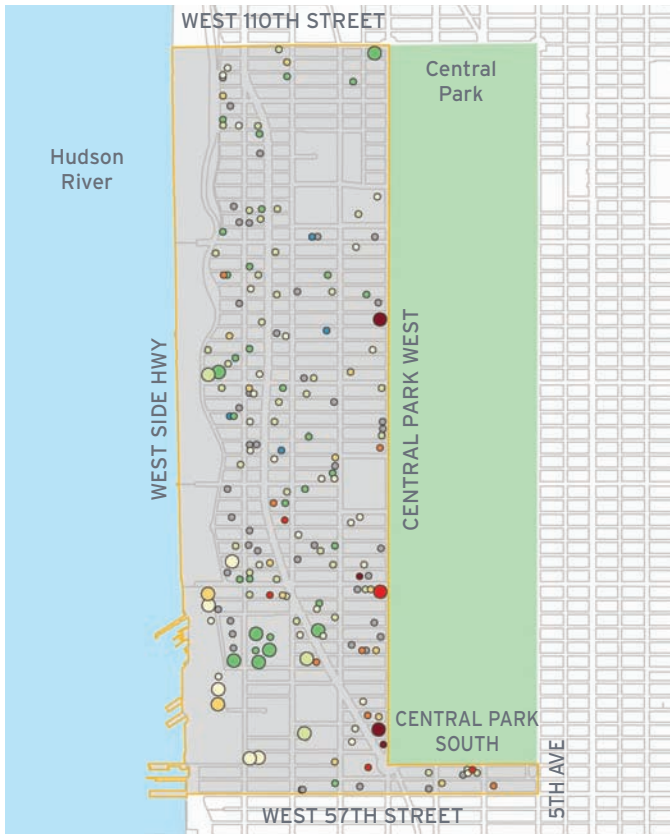 WEST 110TH STREET
Central
Park
Hudson
River
WEST SIDE HWY
CENTRAL PARK WEST
CENTRAL PARK
SOUTH
5TH AVE
WEST 57TH STREET